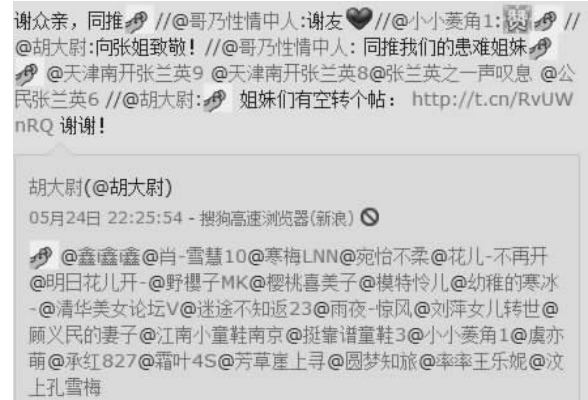 谢众亲，同推 //@哥乃性情中人:谢友 //@小小菱角1: //
@胡大尉:向张姐致敬！//@哥乃性情中人: 同推我们的患难姐妹
@天津南开张兰英9 @天津南开张兰英8@张兰英之一声叹息 @公
民张兰英6 //@胡大尉: 姐妹们有空转个帖： http://t.cn/RvUW
nRQ 谢谢！
胡大尉(@胡大尉)
05月24日 22:25:54 - 搜狗高速浏览器(新浪)
@鑫i鑫i鑫@肖-雪慧10@寒梅LNN@宛怡不柔@花儿-不再开
@明日花儿开-@野樱子MK@樱桃喜美子@模特怜儿@幼稚的寒冰
-@清华美女论坛V@迷途不知返23@雨夜-惊风@刘萍女儿转世@
顾义民的妻子@江南小童鞋南京@挺靠谱童鞋3@小小菱角1@虞亦
萌@承红827@霜叶4S@芳草崖上寻@圆梦知旅@率率王乐妮@汶
上孔雪梅